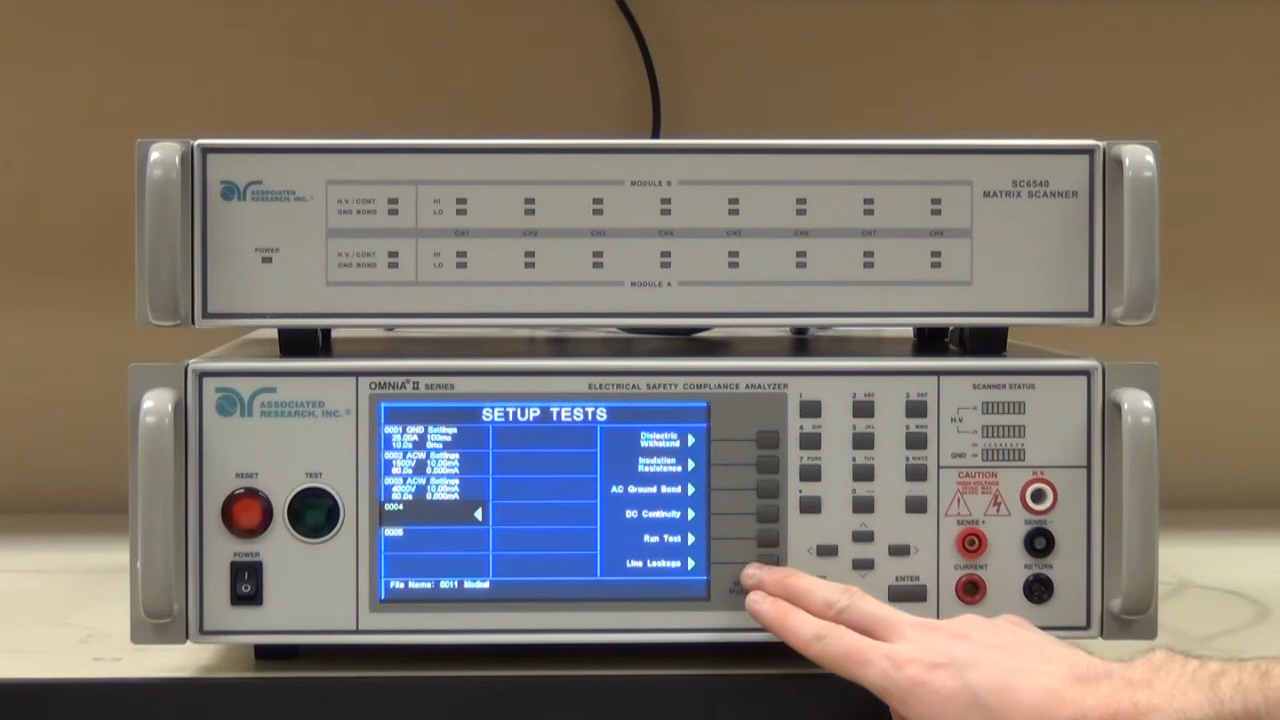 MODULE B
SC6540
MATRIX SCANNER
ASSOCIATED
RESEARCH, INC.®
H.V. / CONT
GND BOND
HI
LO
CH1 CH2 CH3 CH4 CH5 CH6 CH7 CH8
POWER
H.V. / CONT
GND BOND
HI
LO
MODULE A
OMNIA® II SERIES
ELECTRICAL SAFETY COMPLIANCE ANALYZER
ASSOCIATED
RESEARCH, INC.®
RESET
TEST
POWER
SETUP TESTS
0001 GND Settings
25.00A 100mΩ
10.0s 0mΩ
0002 ACW Settings
1500V 10.00mA
60.0s 0.000mA
0003 ACW Settings
4000V 10.00mA
60.0s 0.000mA
0004
0005
File Name: 0011 Medical
Dielectric
Withstand
Insulation
Resistance
AC Ground Bond
DC Continuity
Run Test
Line Leakage
1
2 ABC
3 DEF
4 GHI
5 JKL
6 MNO
7 PQRS
8 TUV
9 WXYZ
0
ENTER
SCANNER STATUS
H.V.
GND
CAUTION
HIGH VOLTAGE
H.V.
SENSE +
SENSE -
CURRENT
RETURN